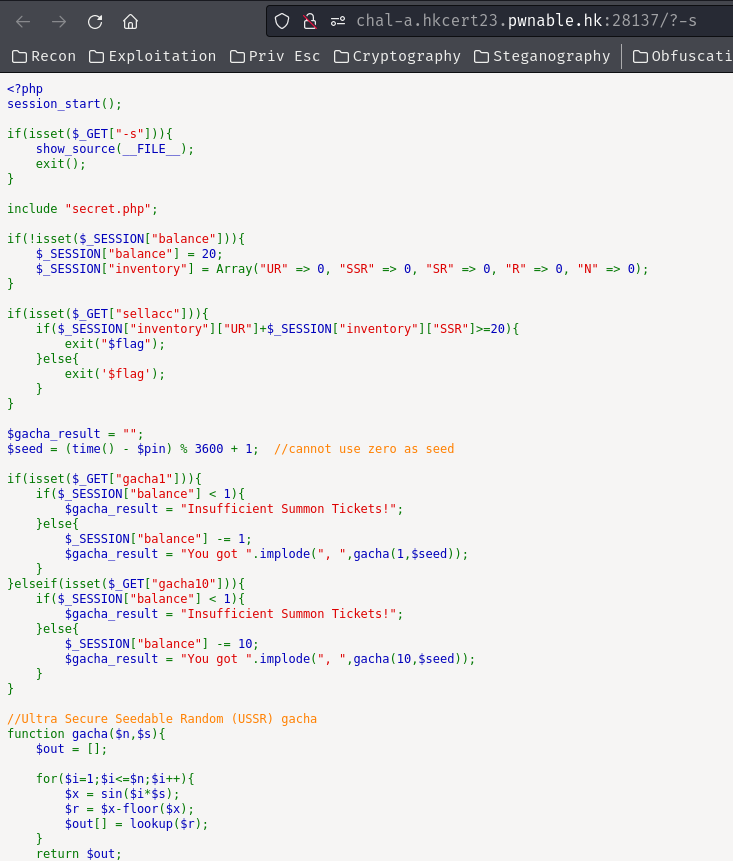 chal-a.hkcert23.pwnable.hk:28137/?-s
Recon Exploitation Priv Esc Cryptography Steganography Obfuscati
<?php
session_start();

if(isset($_GET["-s"])){
    show_source(__FILE__);
    exit();
}

include "secret.php";

if(!isset($_SESSION["balance"])){
    $_SESSION["balance"] = 20;
    $_SESSION["inventory"] = Array("UR" => 0, "SSR" => 0, "SR" => 0, "R" => 0, "N" => 0);
}

if(isset($_GET["sellacc"])){
    if($_SESSION["inventory"]["UR"]+$_SESSION["inventory"]["SSR"]>=20){
        exit("$flag");
    }else{
        exit('$flag');
    }
}

$gacha_result = "";
$seed = (time() - $pin) % 3600 + 1;  //cannot use zero as seed

if(isset($_GET["gacha1"])){
    if($_SESSION["balance"] < 1){
        $gacha_result = "Insufficient Summon Tickets!";
    }else{
        $_SESSION["balance"] -= 1;
        $gacha_result = "You got ".implode(", ",gacha(1,$seed));
    }
}elseif(isset($_GET["gacha10"])){
    if($_SESSION["balance"] < 1){
        $gacha_result = "Insufficient Summon Tickets!";
    }else{
        $_SESSION["balance"] -= 10;
        $gacha_result = "You got ".implode(", ",gacha(10,$seed));
    }
}

//Ultra Secure Seedable Random (USSR) gacha
function gacha($n,$s){
    $out = [];

    for($i=1;$i<=$n;$i++){
        $x = sin($i*$s);
        $r = $x-floor($x);
        $out[] = lookup($r);
    }
    return $out;